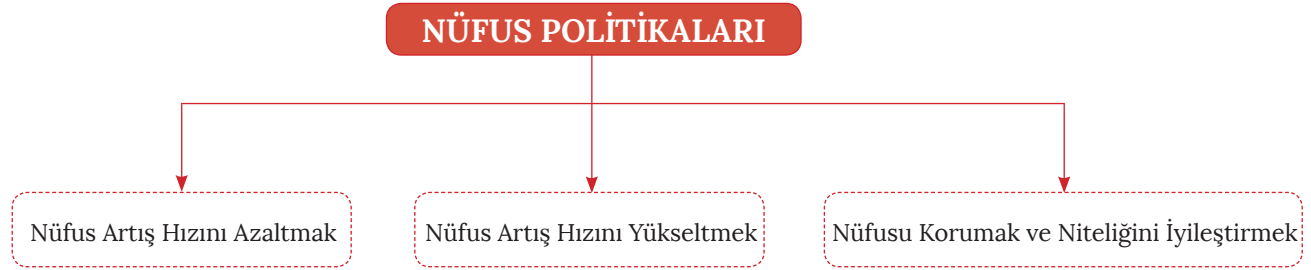 NÜFUS POLİTİKALARI
Nüfus Artış Hızını Azaltmak
Nüfus Artış Hızını Yükseltmek
Nüfusu Korumak ve Niteliğini İyileştirmek